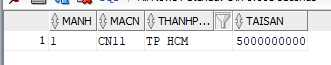 MANH MACN THANHP... TAISAN
1 1 CN11 TP HCM 5000000000